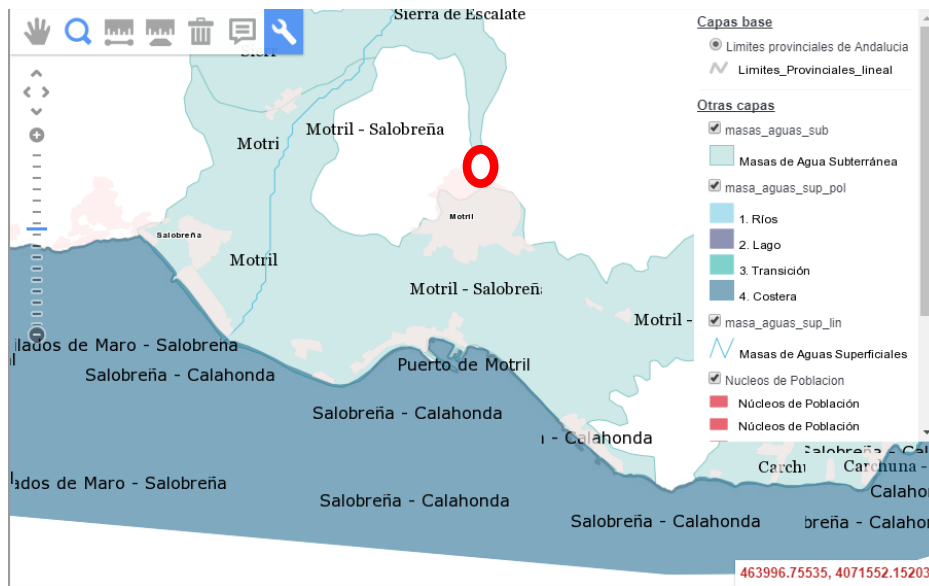 Sierra de Escalate
Sierr
Motri
Motril - Salobreña
Motril
Salobreña
Motril
Motril - Salobreñ
Motril -
ilados de Maro - Salobreña
Puerto de Motril
Salobreña - Calahonda
Salobreña - Calahonda
- Calahonda
Salobreña - Cal
Carchu
Carchuna -
ados de Maro - Salobreña
Calaho
Salobreña - Calahonda
Salobreña - Calahonda
breña - Calaho
Capas base
Limites provinciales de Andalucia
Limites_Provinciales_lineal
Otras capas
masas_aguas_sub
Masas de Agua Subterránea
masa_aguas_sup_pol
1. Ríos
2. Lago
3. Transición
4. Costera
masa_aguas_sup_lin
Masas de Aguas Superficiales
Nucleos de Poblacion
Núcleos de Población
Núcleos de Población
463996.75535, 4071552.15203